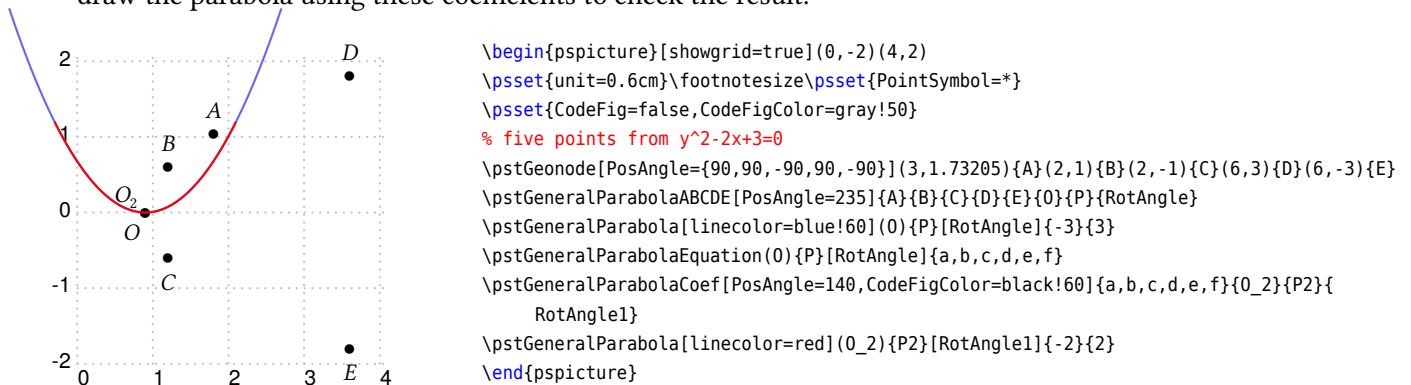 draw the parabola using these coefficients to check the result.
2
1
0
-1
-2
0 1 2 3 4
D
A
B
O2
O
C
E
\begin{pspicture}[showgrid=true](0,-2)(4,2)
\psset{unit=0.6cm}\footnotesize\psset{PointSymbol=*}
\psset{CodeFig=false,CodeFigColor=gray!50}
% five points from y^2-2x+3=0
\pstGeonode[PosAngle={90,90,-90,90,-90}](3,1.73205){A}(2,1){B}(2,-1){C}(6,3){D}(6,-3){E}
\pstGeneralParabolaABCDE[PosAngle=235]{A}{B}{C}{D}{E}{O}{P}{RotAngle}
\pstGeneralParabola[linecolor=blue!60](O){P}[RotAngle]{-3}{3}
\pstGeneralParabolaEquation(O){P}[RotAngle]{a,b,c,d,e,f}
\pstGeneralParabolaCoef[PosAngle=140,CodeFigColor=black!60]{a,b,c,d,e,f}{O_2}{P2}{
RotAngle1}
\pstGeneralParabola[linecolor=red](O_2){P2}[RotAngle1]{-2}{2}
\end{pspicture}